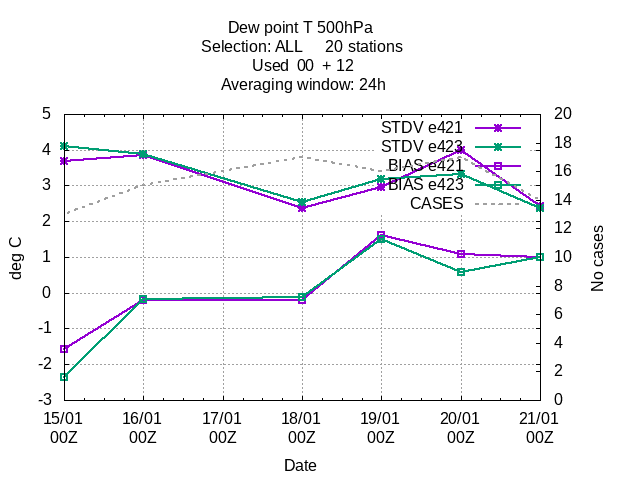 Dew point T 500hPa
Selection: ALL     20 stations
Used  00  + 12
Averaging window: 24h
5
4
3
2
1
0
-1
-2
-3
deg C
20
18
16
14
12
10
8
6
4
2
0
No cases
STDV e421
STDV e423
BIAS e421
BIAS e423
CASES
15/01 16/01 17/01 18/01 19/01 20/01 21/01
00Z 00Z 00Z 00Z 00Z 00Z 00Z
Date